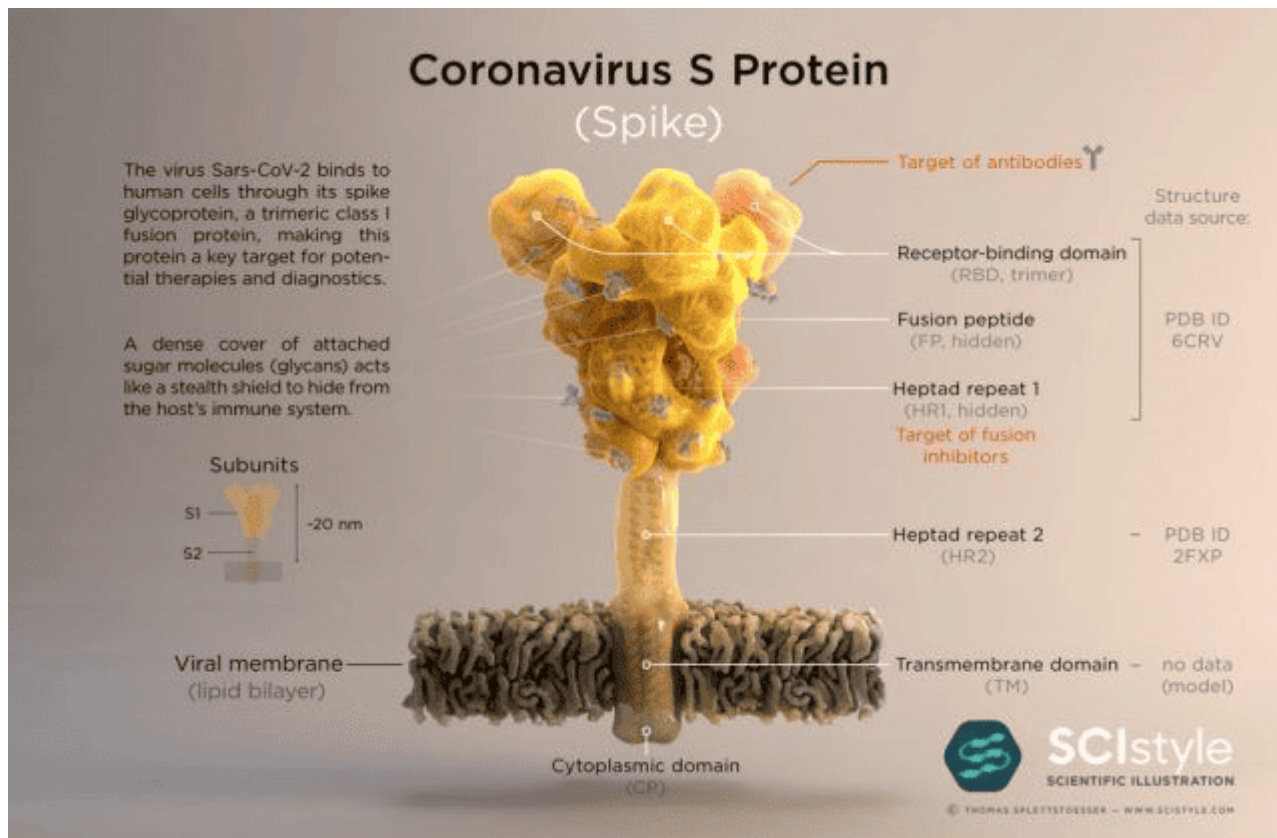 Coronavirus S Protein
(Spike)
The virus Sars-CoV-2 binds to
human cells through its spike
glycoprotein, a trimeric class I
fusion protein, making this
protein a key target for poten-
tial therapies and diagnostics.
A dense cover of attached
sugar molecules (glycans) acts
like a stealth shield to hide from
the host's immune system.
Subunits
S1
S2
~20 nm
Viral membrane
(lipid bilayer)
Target of antibodies
Structure
data source:
Receptor-binding domain
(RBD, trimer)
Fusion peptide
(FP, hidden)
PDB ID
6CRV
Heptad repeat 1
(HR1, hidden)
Target of fusion
inhibitors
Heptad repeat 2
(HR2)
– PDB ID
2FXP
Transmembrane domain
(TM)
– no data
(model)
Cytoplasmic domain
(CP)
SCIstyle
SCIENTIFIC ILLUSTRATION
© THOMAS SPLETTSTOESSER – WWW.SCISTYLE.COM